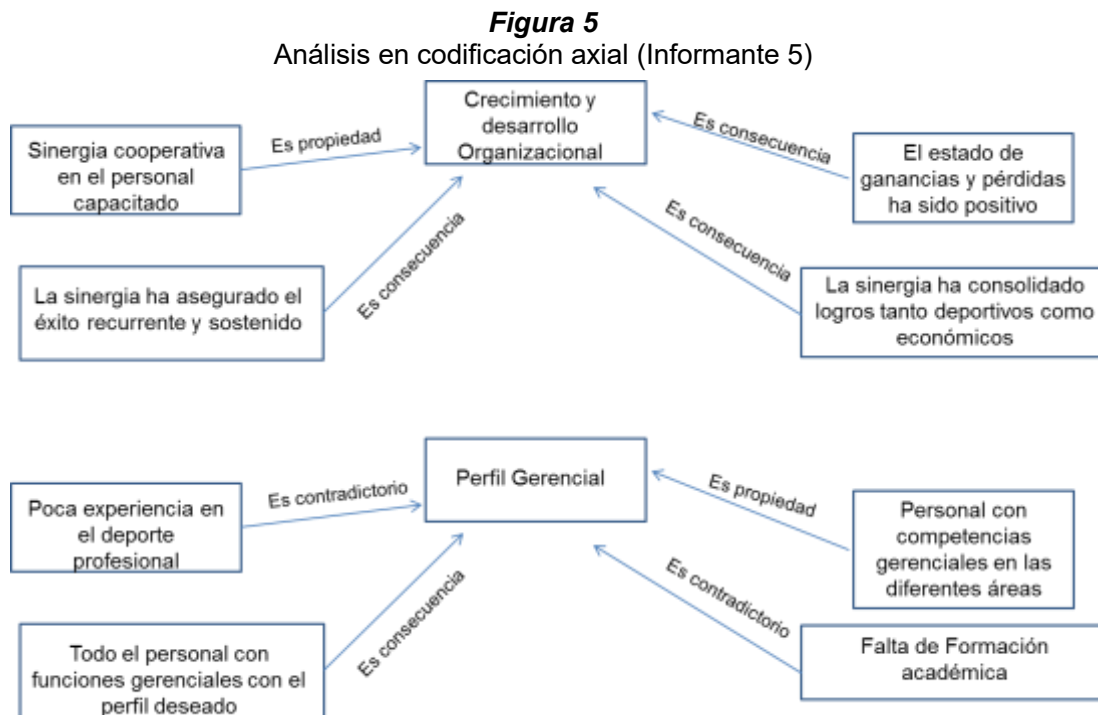 Figura 5
Análisis en codificación axial (Informante 5)
Crecimiento y
desarrollo
Organizacional
Es propiedad
Es consecuencia
Sinergia cooperativa
en el personal
capacitado
El estado de
ganancias y pérdidas
ha sido positivo
Es consecuencia
Es consecuencia
La sinergia ha asegurado el
éxito recurrente y sostenido
La sinergia ha consolidado
logros tanto deportivos como
económicos
Perfil Gerencial
Es contradictorio
Es propiedad
Poca experiencia en
el deporte
profesional
Personal con
competencias
gerenciales en las
diferentes áreas
Es consecuencia
Es contradictorio
Todo el personal con
funciones gerenciales con el
perfil deseado
Falta de Formación
académica